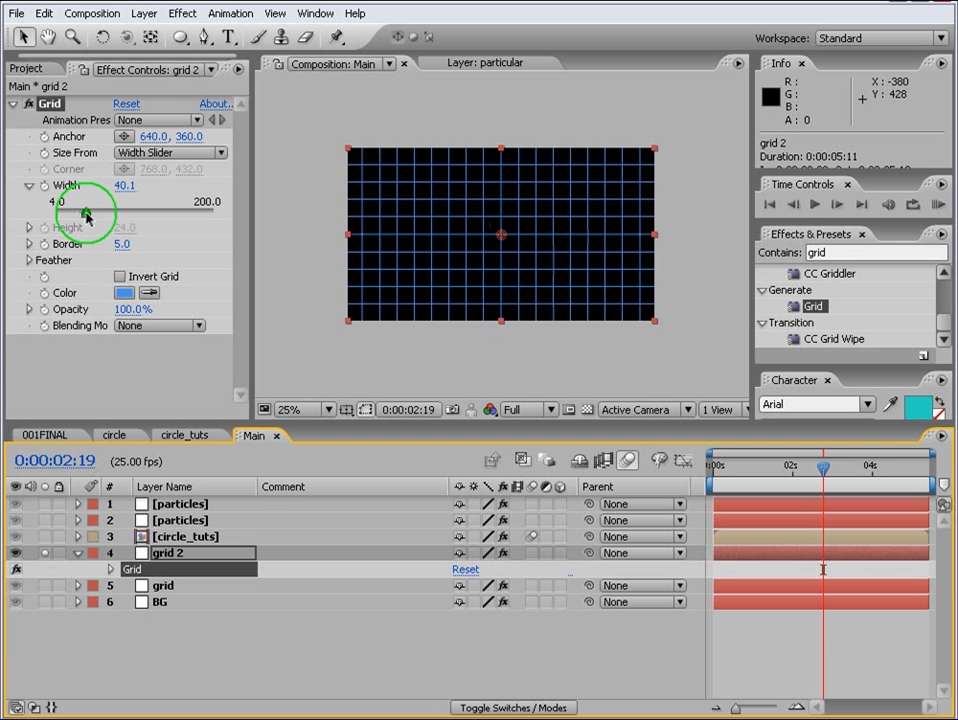 File Edit Composition Layer Effect Animation View Window Help
Workspace: Standard
Project Effect Controls: grid 2
Main * grid 2
Grid Reset About..
Animation Pres None
Anchor 640.0, 360.0
Size From Width Slider
Corner 768.0, 432.0
Width 40.1
4.0 200.0
Height 24.0
Border 5.0
Feather
Invert Grid
Color
Opacity 100.0%
Blending Mo None
Composition: Main
Layer: particular
25% 0:00:02:19 Full Active Camera 1 View
Info
R : X : -380
G : Y : 428
B :
A : 0
grid 2
Duration: 0:00:05:11
Time Controls
Effects & Presets
Contains: grid
CC Griddler
Generate
Grid
Transition
CC Grid Wipe
Character
Arial
001FINAL circle circle_tuts Main
0:00:02:19 (25.00 fps)
:00s 02s 04s
# Layer Name Comment Parent
1 [particles] None
2 [particles] None
3 [circle_tuts] None
4 grid 2 None
Grid Reset
5 grid None
6 BG None
Toggle Switches / Modes